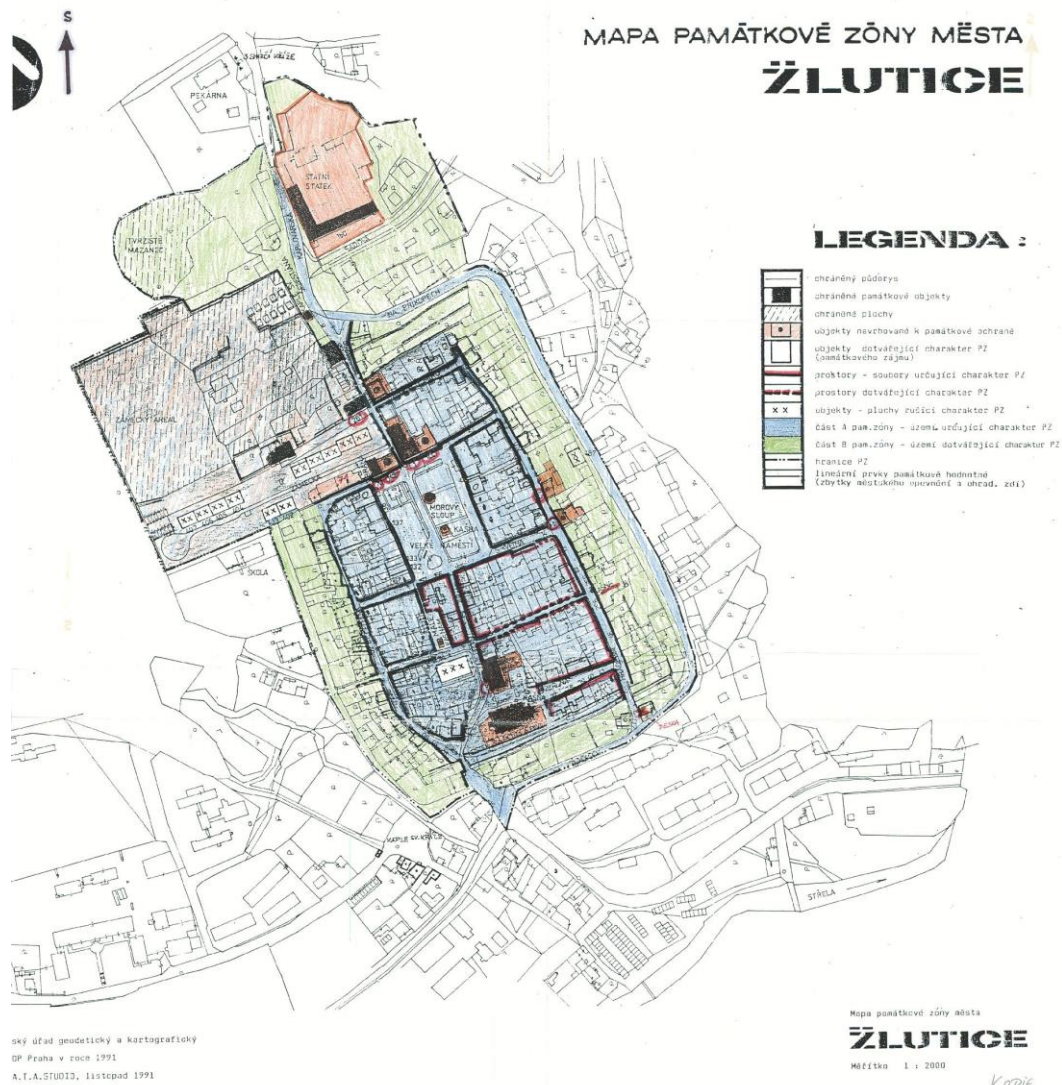 S
MAPA PAMÁTKOVÉ ZÓNY MĚSTA
ŽLUTICE
PEKÁRNA
STÁTNÍ
STATEK
TVRZIŠTĚ
MAZANEC
NA PŘÍKOPECH
ZÁMECKÝ AREÁL
MOROVÝ
SLOUP
KAŠNA
VELKÉ NÁMĚSTÍ
ŠKOLA
KAPLE SV.
STŘELA
LEGENDA :
chráněný půdorys
chráněné památkové objekty
chráněné plochy
objekty navrhované k památkové ochraně
objekty dotvářející charakter PZ
(památkového zájmu)
prostory - soubory určující charakter PZ
prostory dotvářející charakter PZ
x x
objekty - plochy rušící charakter PZ
část A pam.zóny - území určující charakter PZ
část B pam.zóny - území dotvářející charakter PZ
hranice PZ
lineární prvky památkově hodnotné
(zbytky městského opevnění a ohrad. zdí)
ský úřad geodetický a kartografický
OP Praha v roce 1991
A.T.A.STUDIO, listopad 1991
Mapa památkové zóny města
ŽLUTICE
Měřítko 1 : 2000